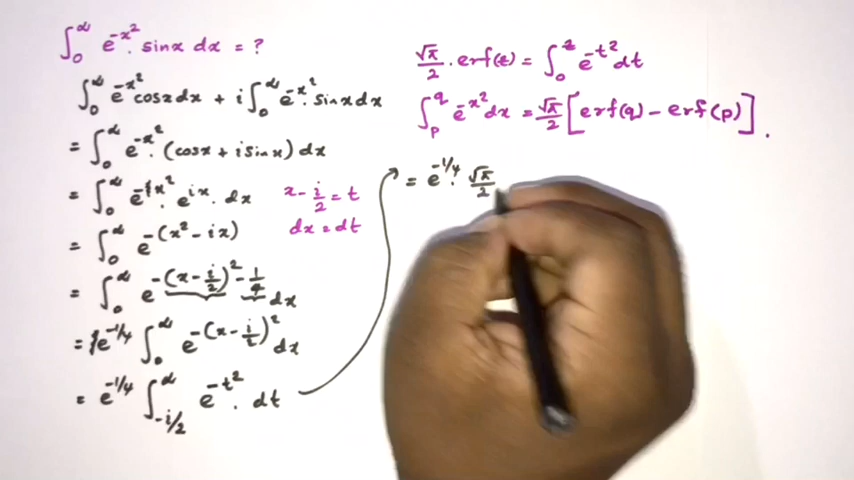 ∫₀^∞ e^{-x²}. sinx dx = ?
∫₀^∞ e^{-x²} cosx dx + i∫₀^∞ e^{-x²}. sinx dx
= ∫₀^∞ e^{-x²}. (cosx + i sinx) dx
= ∫₀^∞ e^{-x²}. e^{ix}. dx
x - i/2 = t
dx = dt
= ∫₀^∞ e^{-(x² - ix)}
= ∫₀^∞ e^{-(x - i/2)² - 1/4} dx
= e^{-1/4} ∫₀^∞ e^{-(x - i/2)²} dx
= e^{-1/4} ∫_{-i/2}^∞ e^{-t²}. dt
√π/2 . erf(z) = ∫₀^z e^{-t²} dt
∫_p^q e^{-x²} dx = √π/2 [erf(q) - erf(p)].
= e^{-1/4}. √π/2